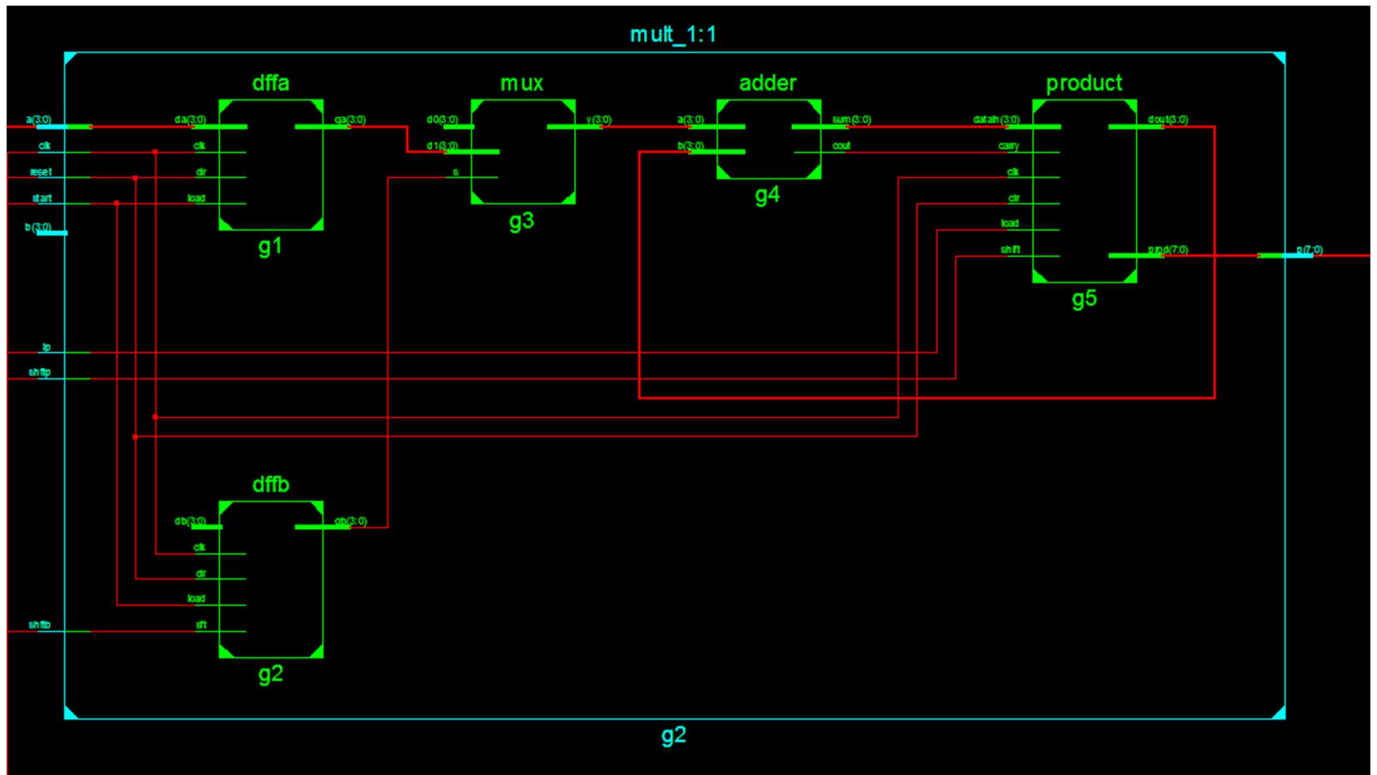 mult_1:1
dffa
mux
adder
product
a(3:0)
da(3:0)
qa(3:0)
d0(3:0)
y(3:0)
a(3:0)
sum(3:0)
datah(3:0)
dout(3:0)
clk
clk
d1(3:0)
b(3:0)
cout
carry
reset
clr
s
clk
start
load
clr
b(3:0)
load
shift
prod(7:0)
p(7:0)
g1
g3
g4
g5
lp
shftp
dffb
db(3:0)
qb(3:0)
clk
clr
load
shftb
sft
g2
g2